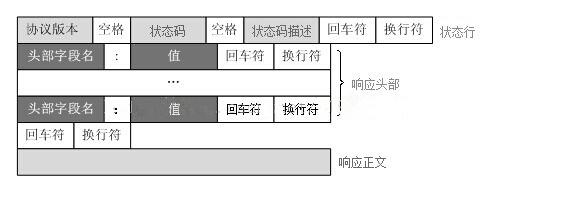 协议版本 空格 状态码 空格 状态码描述 回车符 换行符 状态行
头部字段名 : 值 回车符 换行符
... 响应头部
头部字段名 : 值 回车符 换行符
回车符 换行符
响应正文